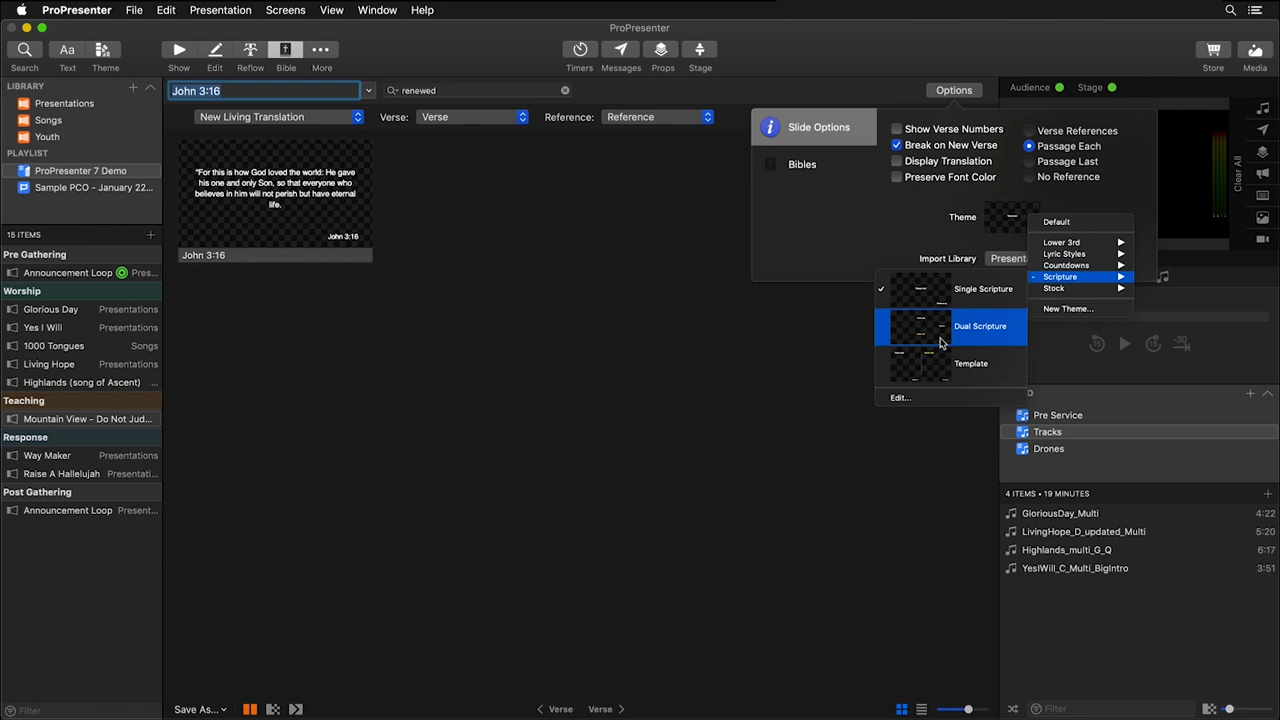 ProPresenter File Edit Presentation Screens View Window Help
ProPresenter
Search Text Theme Show Edit Reflow Bible More Timers Messages Props Stage Store Media
Aa
LIBRARY
Presentations
Songs
Youth
PLAYLIST
ProPresenter 7 Demo
Sample PCO - January 22...
15 ITEMS
Pre Gathering
Announcement Loop Pres...
Worship
Glorious Day Presentations
Yes I Will Presentations
1000 Tongues Songs
Living Hope Presentations
Highlands (song of Ascent) ...
Teaching
Mountain View - Do Not Jud...
Response
Way Maker Presentations
Raise A Hallelujah Presentati...
Post Gathering
Announcement Loop Present...
Filter
John 3:16 renewed Options
New Living Translation Verse: Verse Reference: Reference
"For this is how God loved the world: He gave
his one and only Son, so that everyone who
believes in him will not perish but have eternal
life.
John 3:16
John 3:16
Slide Options
Bibles
Show Verse Numbers
Break on New Verse
Display Translation
Preserve Font Color
Verse References
Passage Each
Passage Last
No Reference
Theme
Import Library Present
Default
Lower 3rd
Lyric Styles
Countdowns
Scripture
Stock
New Theme...
Single Scripture
Dual Scripture
Template
Edit...
Save As... Verse Verse
Audience Stage
Clear All
15 15 -30
Pre Service
Tracks
Drones
4 ITEMS • 19 MINUTES
GloriousDay_Multi 4:22
LivingHope_D_updated_Multi 5:20
Highlands_multi_G_Q 6:17
YesIWill_C_Multi_BigIntro 3:51
Filter